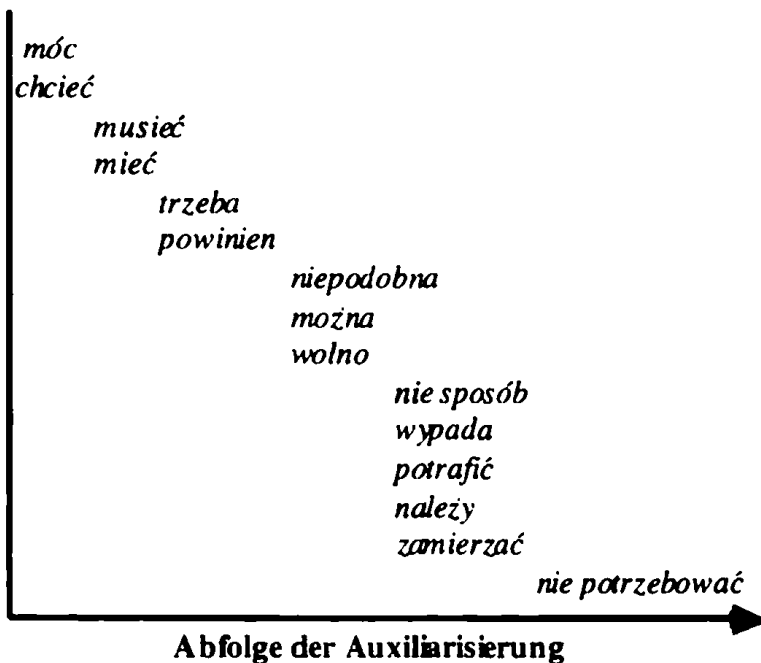 móc
chcieć
musieć
mieć
trzeba
powinien
niepodobna
można
wolno
nie sposób
wypada
potrafić
należy
zamierzać
nie potrzebować
Abfolge der Auxiliarisierung